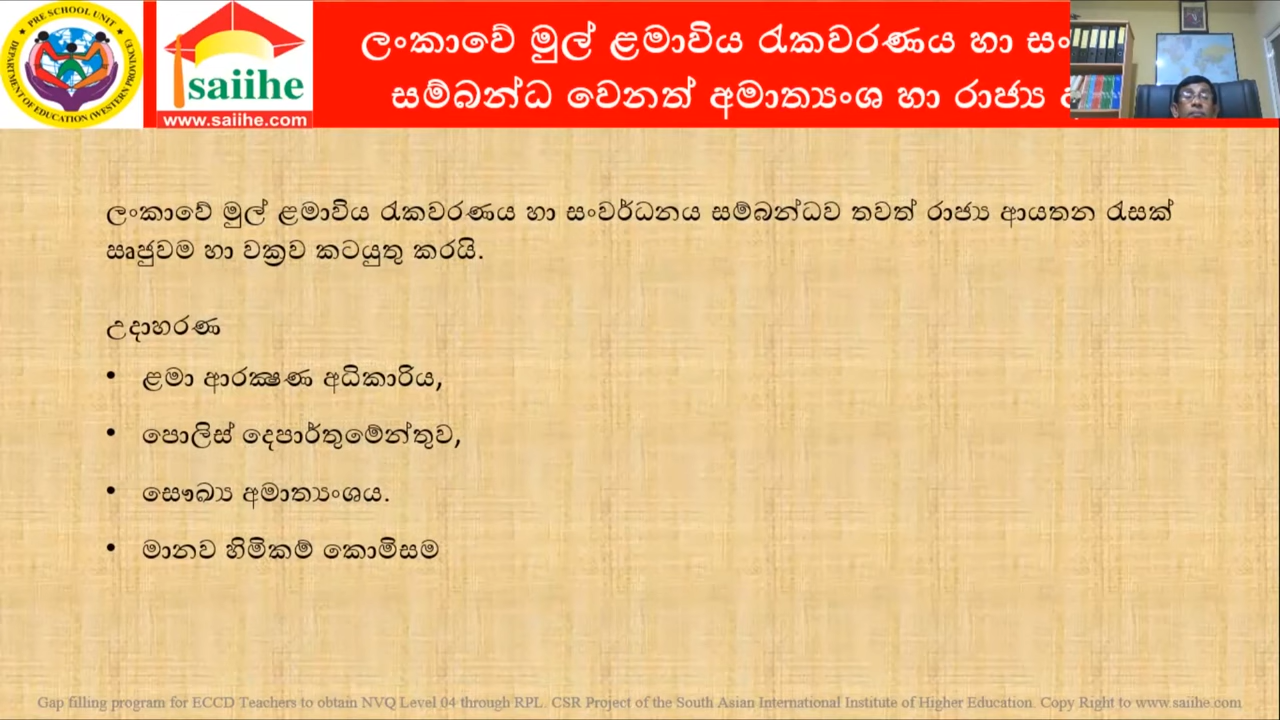 PRE SCHOOL UNIT
DEPARTMENT OF EDUCATION (WESTERN PROVINCE)
saiihe
www.saiihe.com
ලංකාවේ මුල් ළමාවිය රැකවරණය හා
සම්බන්ධ වෙනත් අමාත්‍යංශ හා රාජ්‍ය
ලංකාවේ මුල් ළමාවිය රැකවරණය හා සංවර්ධනය සම්බන්ධව තවත් රාජ්‍ය ආයතන රැසක්
ඍජුවම හා වක්‍රව කටයුතු කරයි.
උදාහරණ
• ළමා ආරක්ෂණ අධිකාරිය,
• පොලිස් දෙපාර්තුමේන්තුව,
• සෞඛ්‍ය අමාත්‍යංශය.
• මානව හිමිකම් කොමිසම
Gap filling program for ECCD Teachers to obtain NVQ Level 04 through RPL. CSR Project of the South Asian International Institute of Higher Education. Copy Right to www.saiihe.com